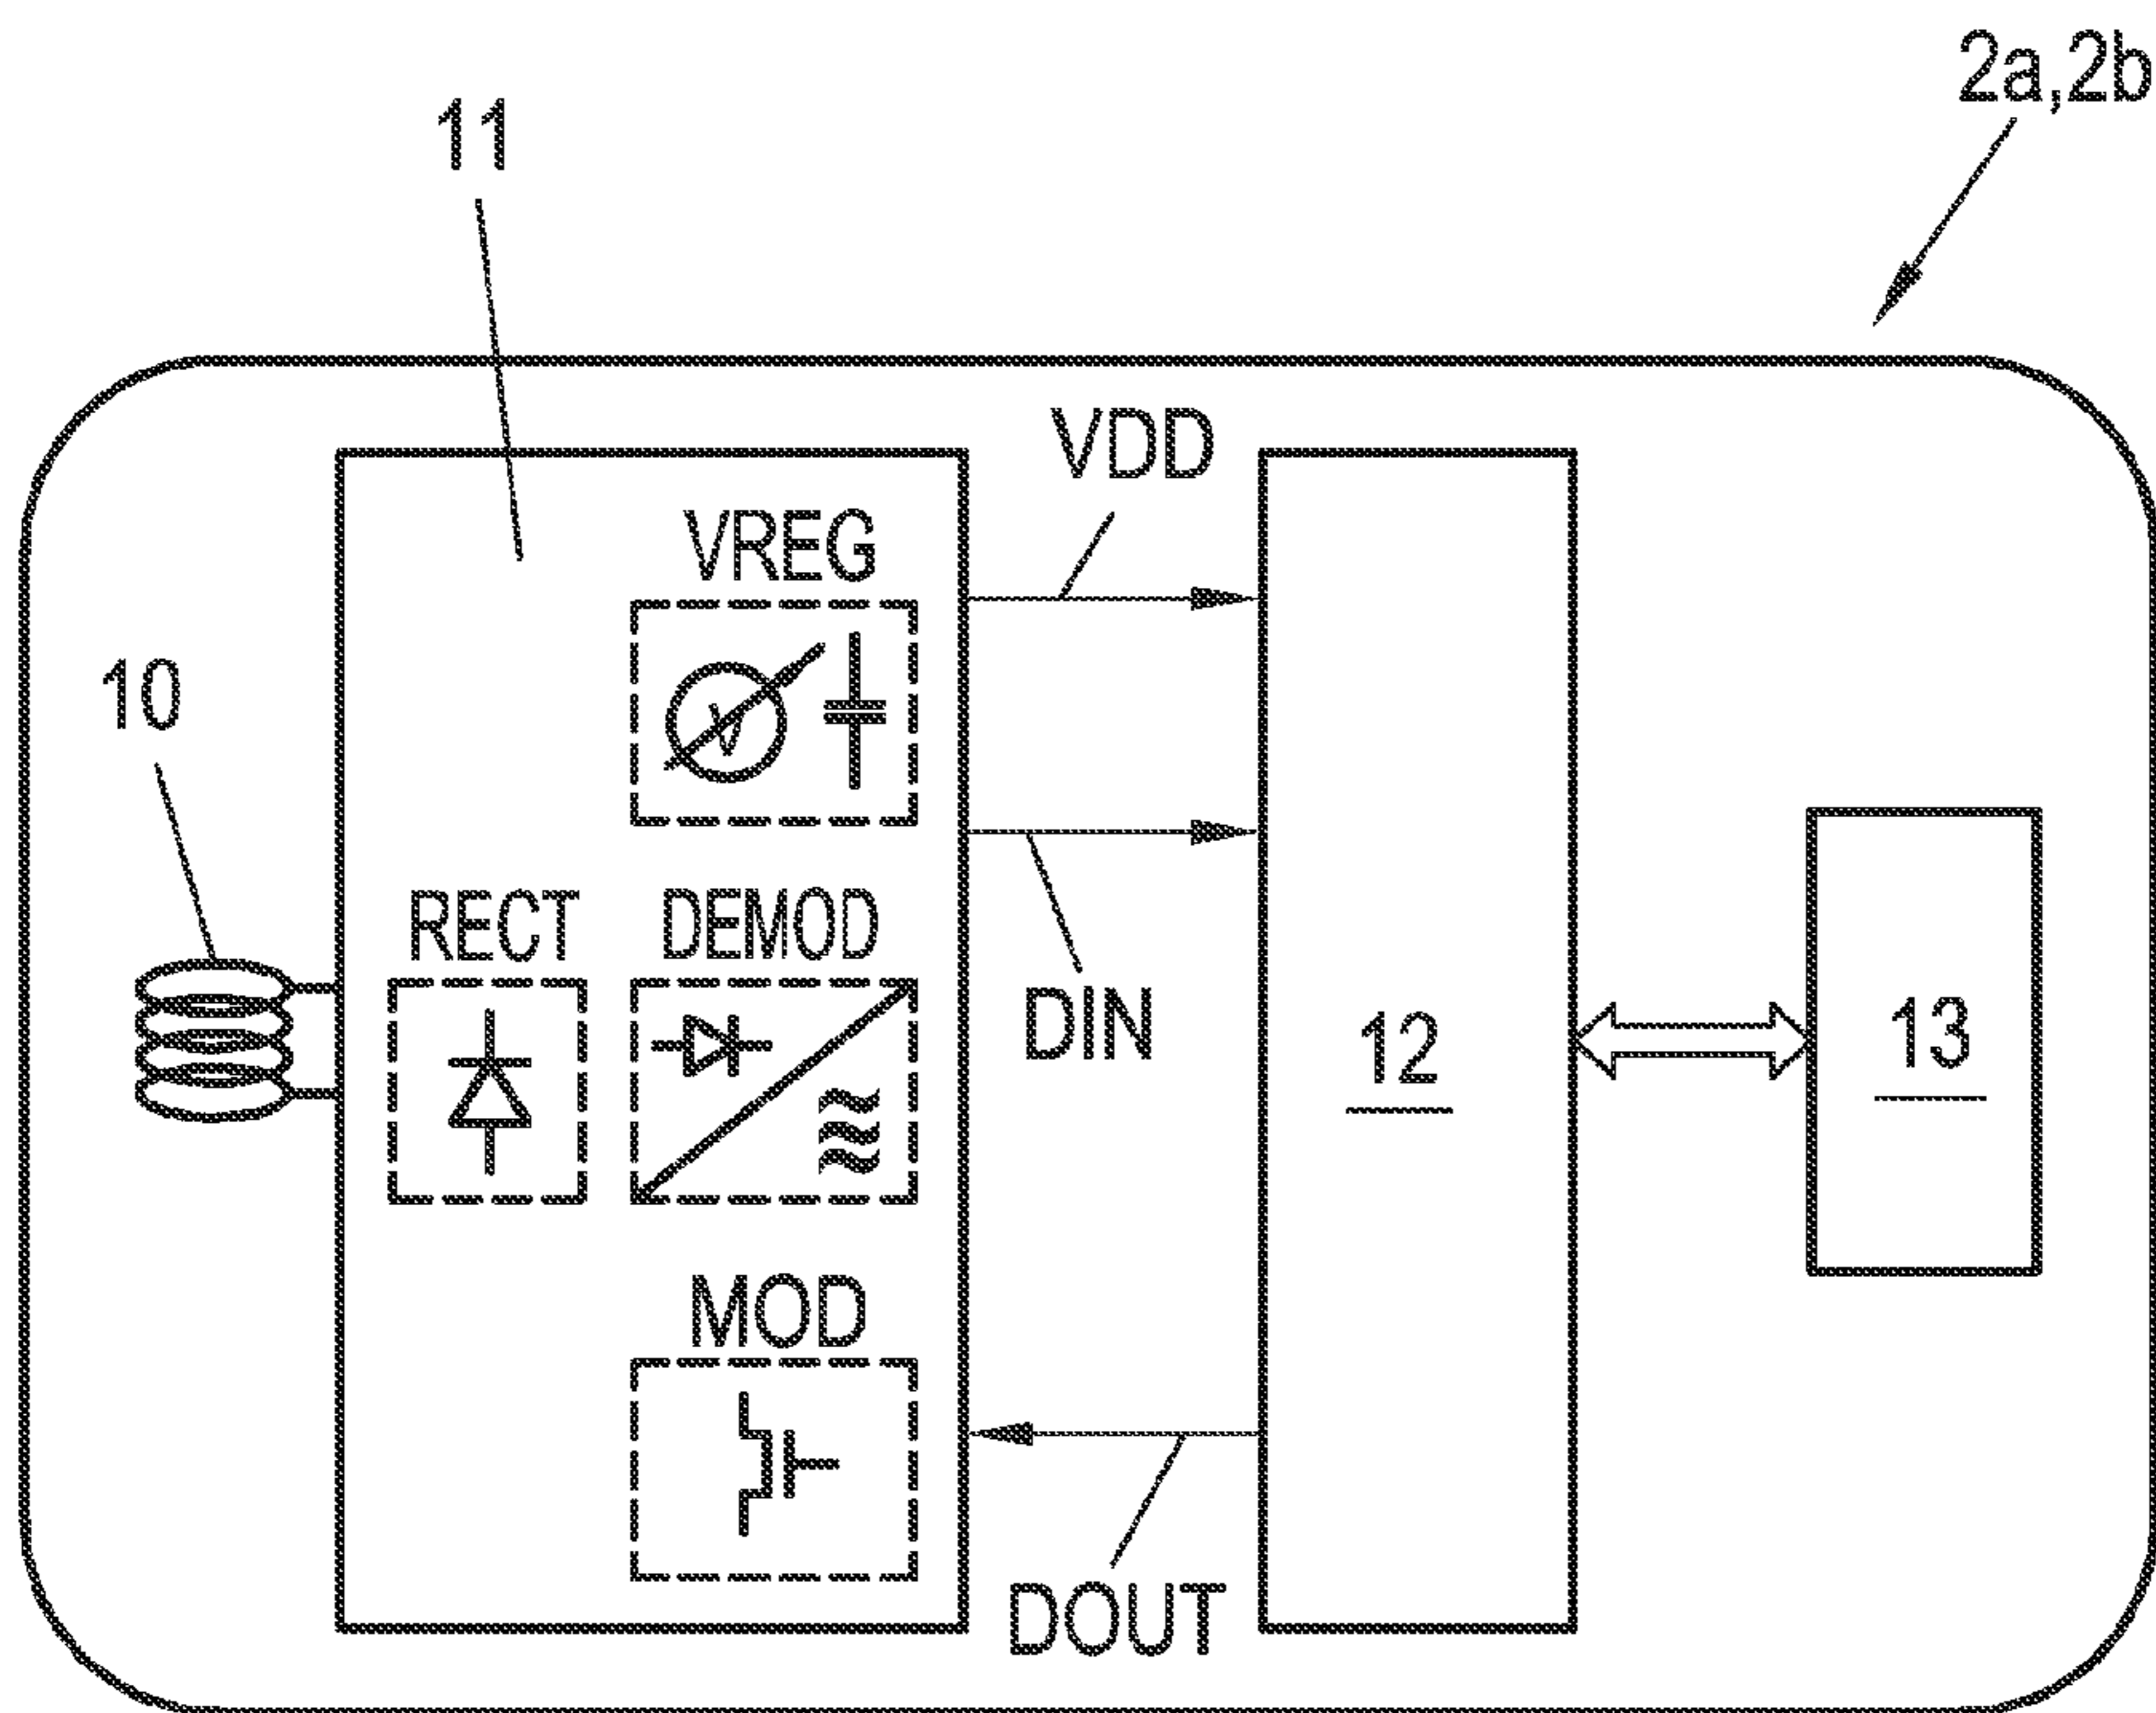 2a,2b
11
VDD
VREG
V
10
RECT
DEMOD
DIN
12
13
MOD
DOUT